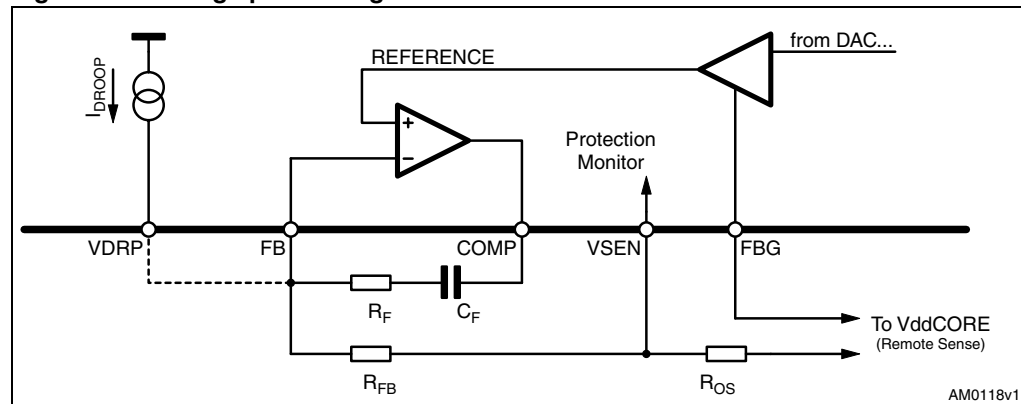 from DAC...
REFERENCE
IDROOP
+
−
Protection
Monitor
VDRP
FB
COMP
VSEN
FBG
RF
CF
To VddCORE
(Remote Sense)
RFB
ROS
AM0118v1